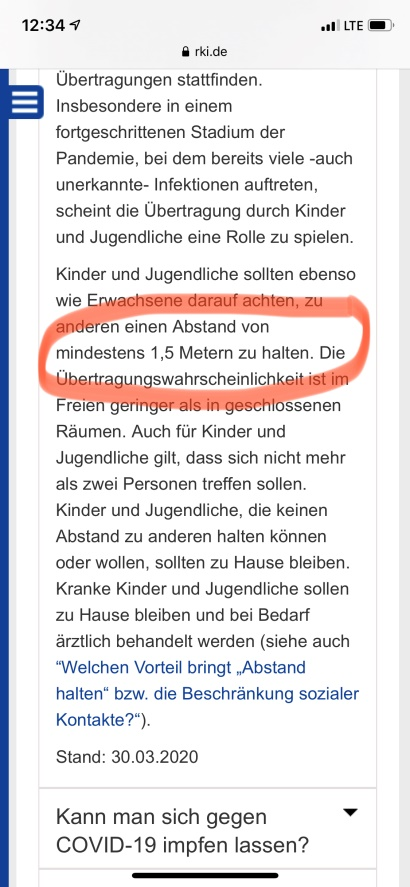 12:34 LTE
rki.de
Übertragungen stattfinden.
Insbesondere in einem
fortgeschrittenen Stadium der
Pandemie, bei dem bereits viele -auch
unerkannte- Infektionen auftreten,
scheint die Übertragung durch Kinder
und Jugendliche eine Rolle zu spielen.
Kinder und Jugendliche sollten ebenso
wie Erwachsene darauf achten, zu
anderen einen Abstand von
mindestens 1,5 Metern zu halten. Die
Übertragungswahrscheinlichkeit ist im
Freien geringer als in geschlossenen
Räumen. Auch für Kinder und
Jugendliche gilt, dass sich nicht mehr
als zwei Personen treffen sollen.
Kinder und Jugendliche, die keinen
Abstand zu anderen halten können
oder wollen, sollten zu Hause bleiben.
Kranke Kinder und Jugendliche sollen
zu Hause bleiben und bei Bedarf
ärztlich behandelt werden (siehe auch
“Welchen Vorteil bringt „Abstand
halten“ bzw. die Beschränkung sozialer
Kontakte?“).
Stand: 30.03.2020
Kann man sich gegen
COVID-19 impfen lassen?